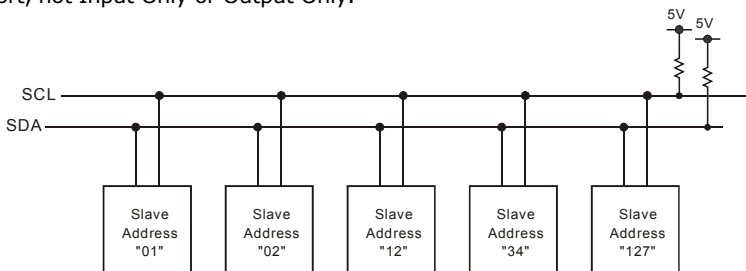 not Input Only or Output Only.
5V
5V
SCL
SDA
Slave
Address
"01"
Slave
Address
"02"
Slave
Address
"12"
Slave
Address
"34"
Slave
Address
"127"